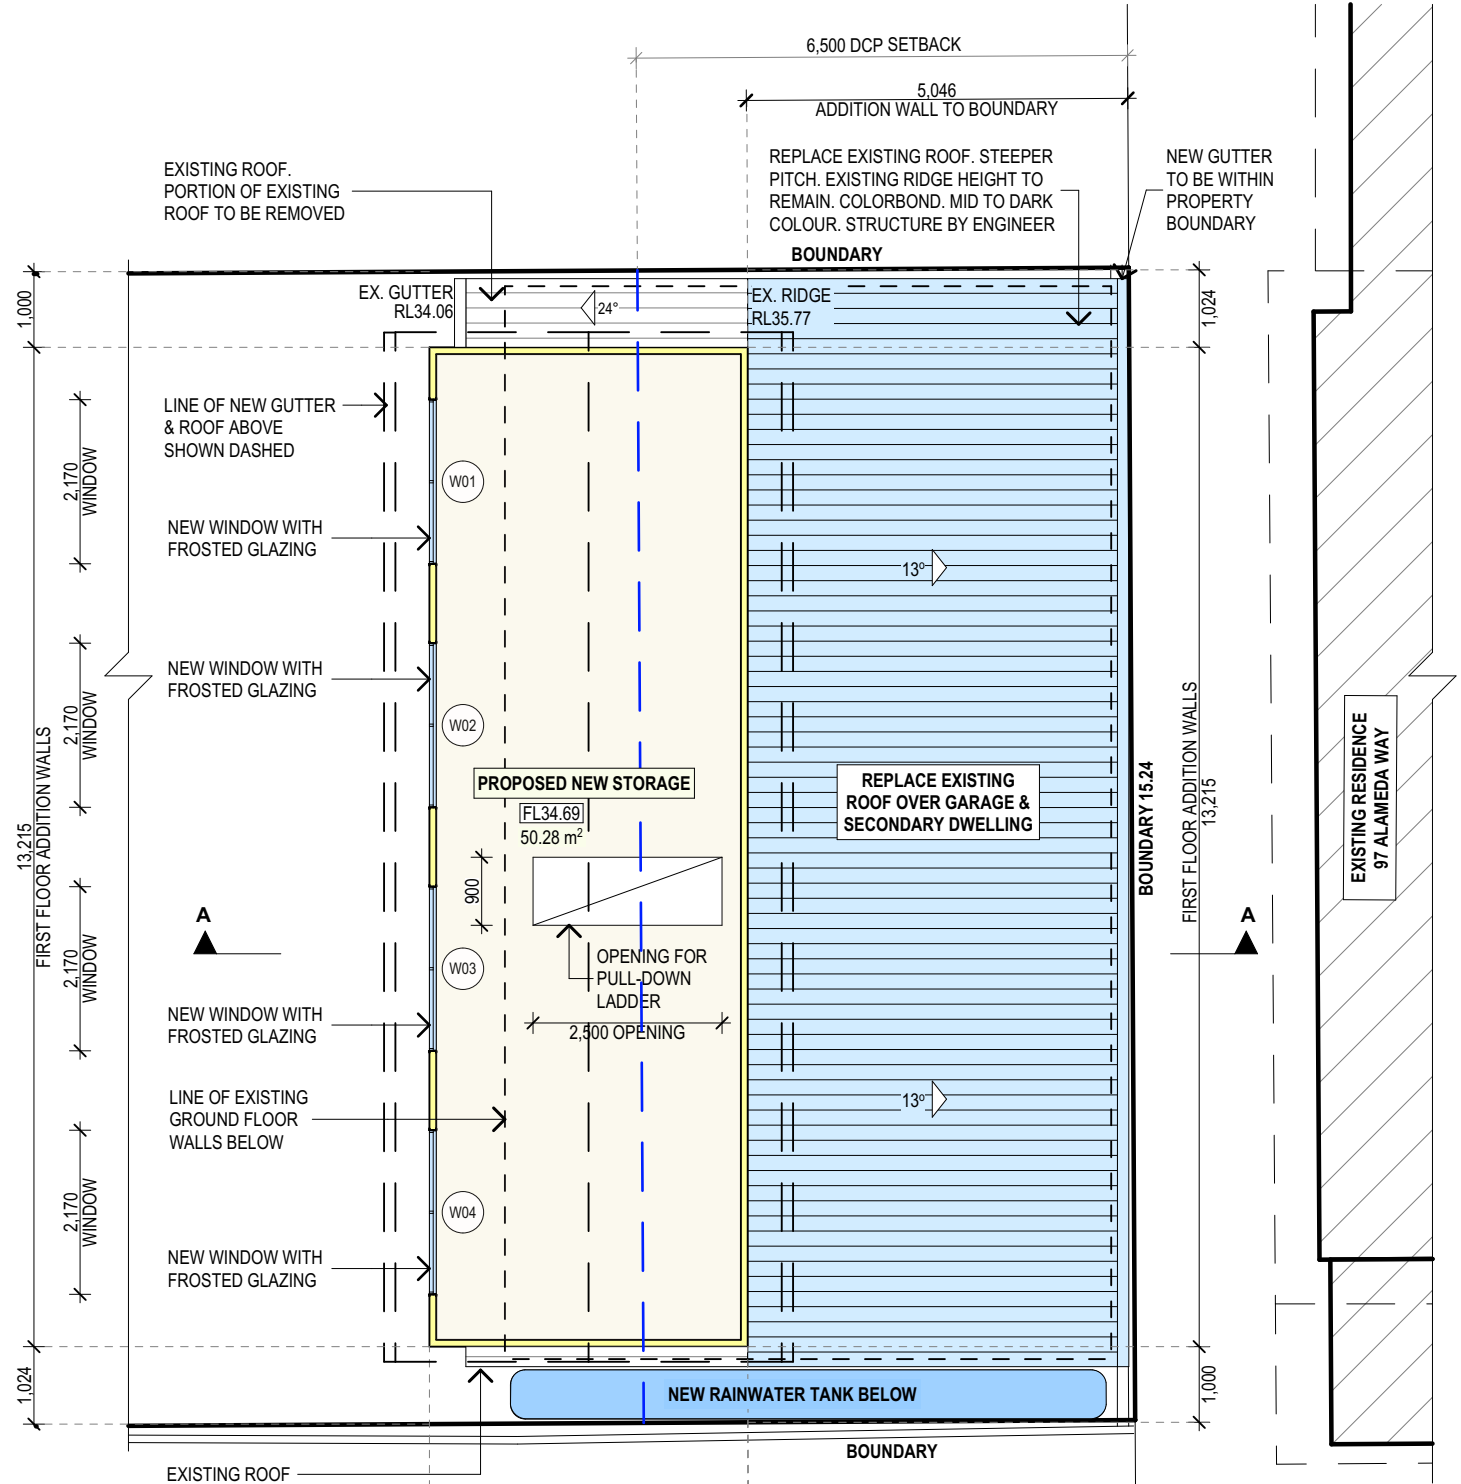 6,500 DCP SETBACK
5,046
ADDITION WALL TO BOUNDARY
EXISTING ROOF.
PORTION OF EXISTING
ROOF TO BE REMOVED
REPLACE EXISTING ROOF. STEEPER
PITCH. EXISTING RIDGE HEIGHT TO
REMAIN. COLORBOND. MID TO DARK
COLOUR. STRUCTURE BY ENGINEER
NEW GUTTER
TO BE WITHIN
PROPERTY
BOUNDARY
BOUNDARY
EX. GUTTER
RL34.06
24°
EX. RIDGE
RL35.77
1,000
1,024
LINE OF NEW GUTTER
& ROOF ABOVE
SHOWN DASHED
2,170
WINDOW
W01
NEW WINDOW WITH
FROSTED GLAZING
13°
NEW WINDOW WITH
FROSTED GLAZING
2,170
WINDOW
W02
PROPOSED NEW STORAGE
FL34.69
50.28 m²
REPLACE EXISTING
ROOF OVER GARAGE &
SECONDARY DWELLING
13,215
FIRST FLOOR ADDITION WALLS
BOUNDARY 15.24
FIRST FLOOR ADDITION WALLS
13,215
EXISTING RESIDENCE
97 ALAMEDA WAY
900
A
A
OPENING FOR
PULL-DOWN
LADDER
2,500 OPENING
2,170
WINDOW
W03
NEW WINDOW WITH
FROSTED GLAZING
LINE OF EXISTING
GROUND FLOOR
WALLS BELOW
13°
2,170
WINDOW
W04
NEW WINDOW WITH
FROSTED GLAZING
1,024
1,000
NEW RAINWATER TANK BELOW
BOUNDARY
EXISTING ROOF